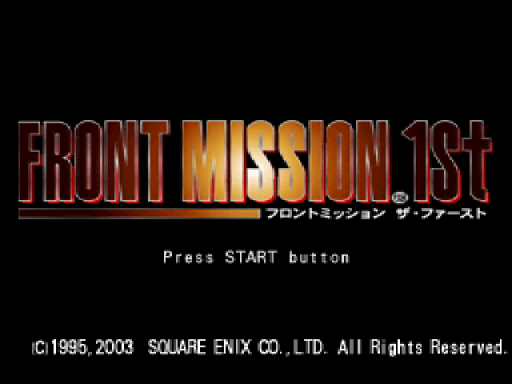 FRONT MISSION® 1St
フロントミッション ザ・ファースト
Press START button
(C)1995,2003 SQUARE ENIX CO.,LTD. All Rights Reserved.